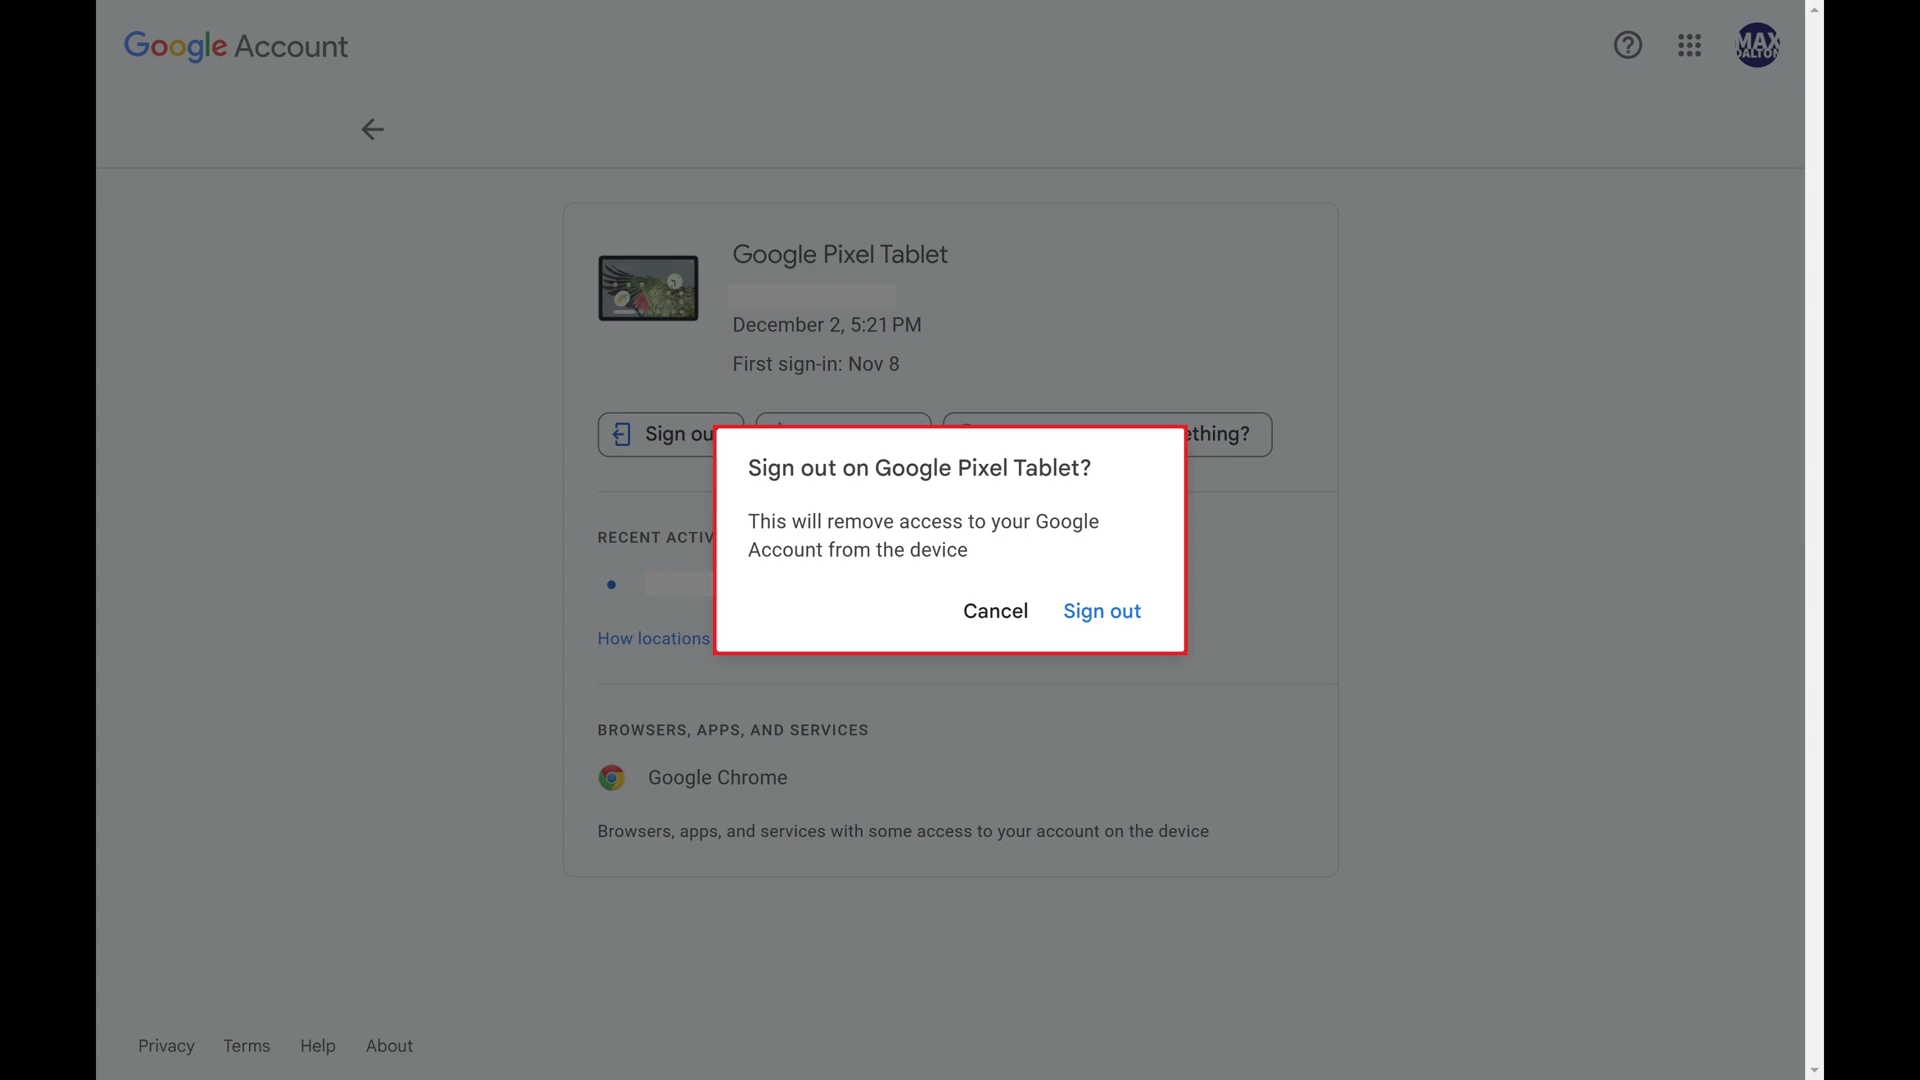 Google Account
MAX
DALTON
Google Pixel Tablet
December 2, 5:21 PM
First sign-in: Nov 8
Sign ou
ething?
Sign out on Google Pixel Tablet?
This will remove access to your Google
Account from the device
Cancel Sign out
RECENT ACTIV
How locations
BROWSERS, APPS, AND SERVICES
Google Chrome
Browsers, apps, and services with some access to your account on the device
Privacy Terms Help About